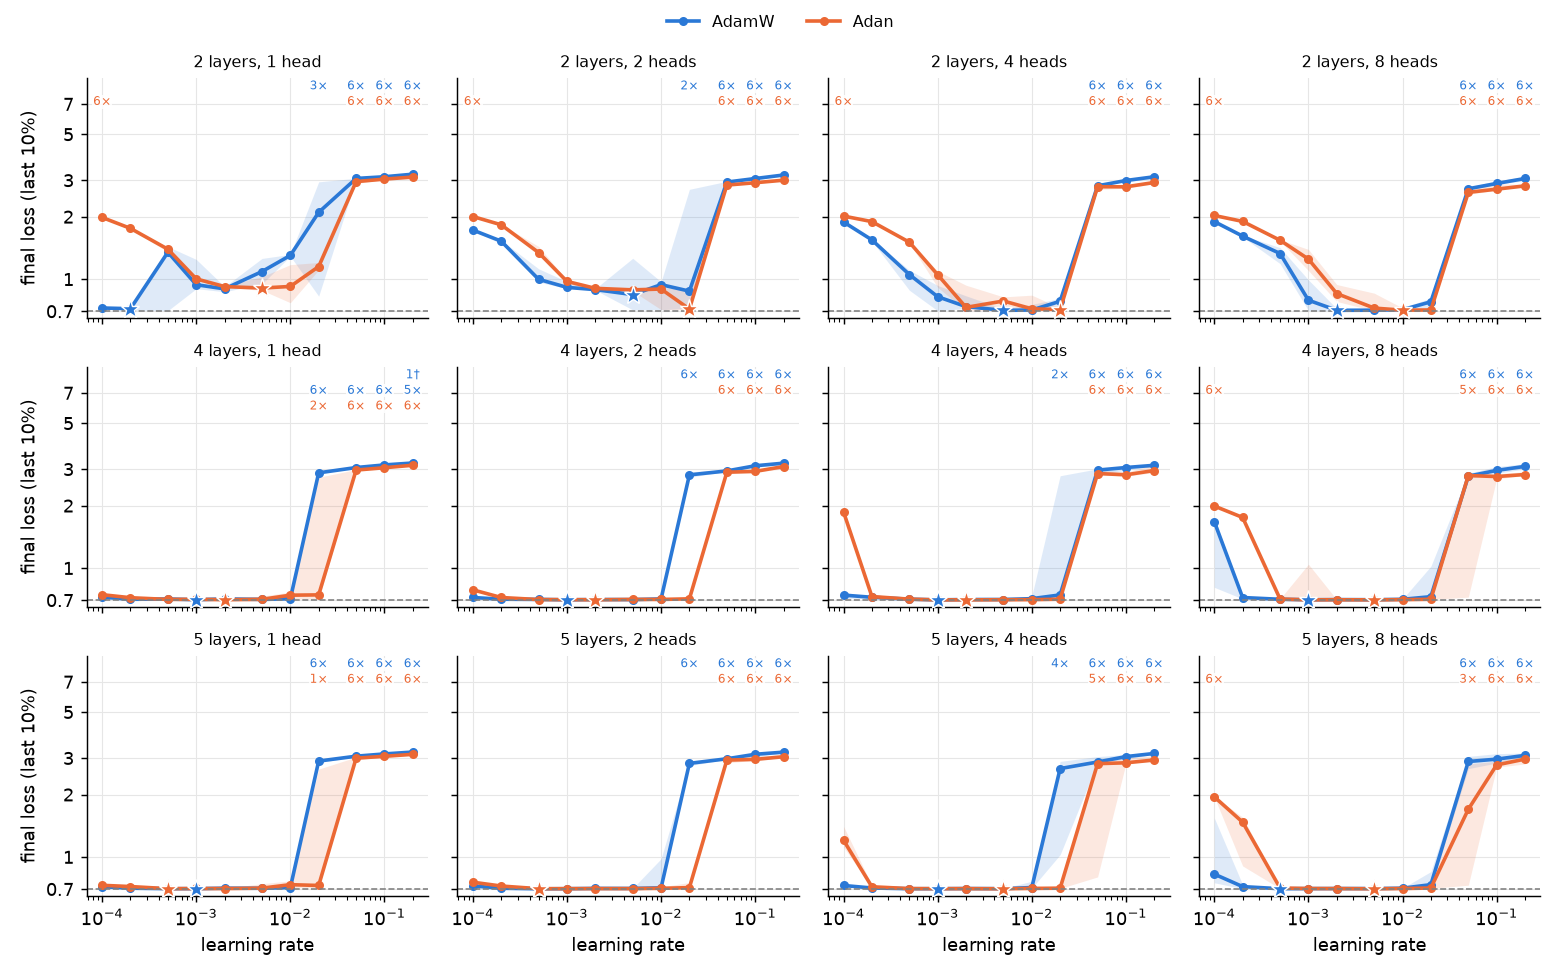 AdamW Adan
2 layers, 1 head
2 layers, 2 heads
2 layers, 4 heads
2 layers, 8 heads
3× 6× 6× 6×
6× 6× 6× 6×
2× 6× 6× 6×
6× 6× 6× 6×
6× 6× 6×
6× 6× 6× 6×
6× 6× 6×
6× 6× 6× 6×
final loss (last 10%)
7
5
3
2
1
0.7
4 layers, 1 head
4 layers, 2 heads
4 layers, 4 heads
4 layers, 8 heads
1†
6× 6× 6× 5×
2× 6× 6× 6×
6× 6× 6× 6×
6× 6× 6×
2× 6× 6× 6×
6× 6× 6×
6× 6× 6×
6× 5× 6× 6×
final loss (last 10%)
7
5
3
2
1
0.7
5 layers, 1 head
5 layers, 2 heads
5 layers, 4 heads
5 layers, 8 heads
6× 6× 6× 6×
1× 6× 6× 6×
6× 6× 6× 6×
6× 6× 6×
4× 6× 6× 6×
5× 6× 6×
6× 6× 6×
6× 3× 6× 6×
final loss (last 10%)
7
5
3
2
1
0.7
10⁻⁴ 10⁻³ 10⁻² 10⁻¹
10⁻⁴ 10⁻³ 10⁻² 10⁻¹
10⁻⁴ 10⁻³ 10⁻² 10⁻¹
10⁻⁴ 10⁻³ 10⁻² 10⁻¹
learning rate
learning rate
learning rate
learning rate